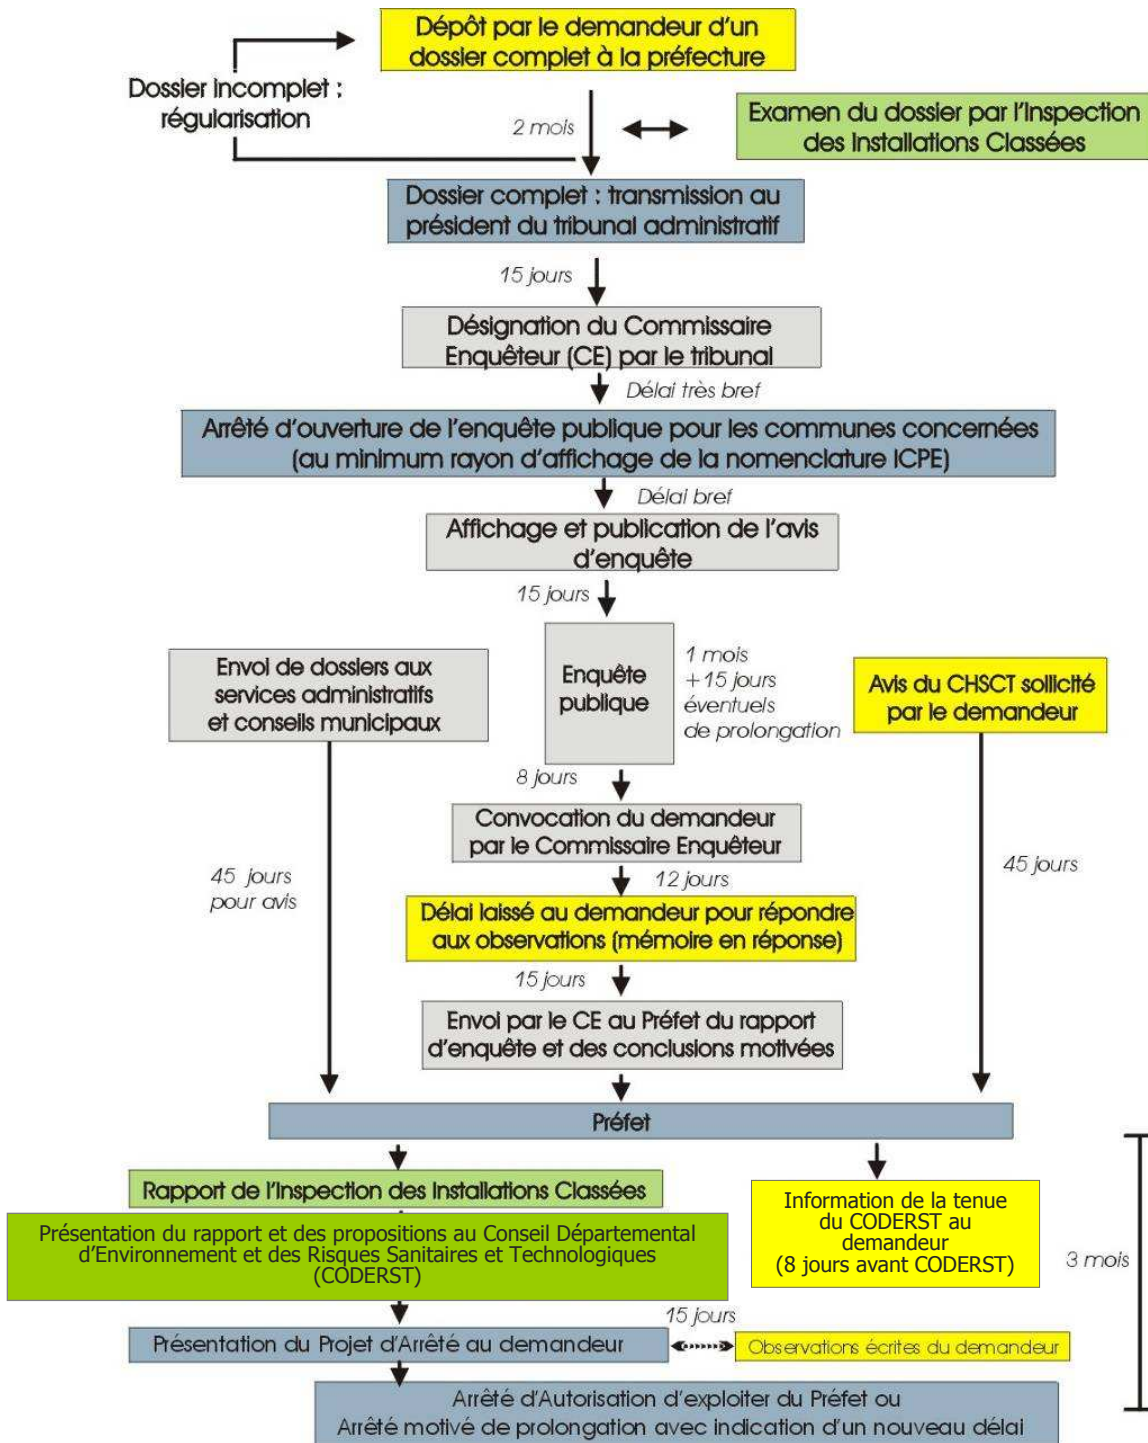 Dépôt par le demandeur d'un
dossier complet à la préfecture
Dossier incomplet :
régularisation
2 mois
Examen du dossier par l'Inspection
des Installations Classées
Dossier complet : transmission au
président du tribunal administratif
15 jours
Désignation du Commissaire
Enquêteur (CE) par le tribunal
Délai très bref
Arrêté d'ouverture de l'enquête publique pour les communes concernées
(au minimum rayon d'affichage de la nomenclature ICPE)
Délai bref
Affichage et publication de l'avis
d'enquête
15 jours
Envoi de dossiers aux
services administratifs
et conseils municipaux
Enquête
publique
1 mois
+15 jours
éventuels
de prolongation
Avis du CHSCT sollicité
par le demandeur
8 jours
Convocation du demandeur
par le Commissaire Enquêteur
45 jours
pour avis
12 jours
45 jours
Délai laissé au demandeur pour répondre
aux observations (mémoire en réponse)
15 jours
Envoi par le CE au Préfet du rapport
d'enquête et des conclusions motivées
Préfet
Rapport de l'Inspection des Installations Classées
Présentation du rapport et des propositions au Conseil Départemental
d'Environnement et des Risques Sanitaires et Technologiques
(CODERST)
Information de la tenue
du CODERST au
demandeur
(8 jours avant CODERST)
3 mois
15 jours
Présentation du Projet d'Arrêté au demandeur
Observations écrites du demandeur
Arrêté d'Autorisation d'exploiter du Préfet ou
Arrêté motivé de prolongation avec indication d'un nouveau délai